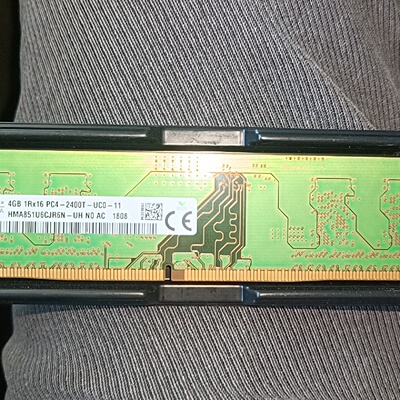 4GB 1Rx16 PC4-2400T-UC0-11
HMA851U6CJR6N-UH N0 AC 1808
CE